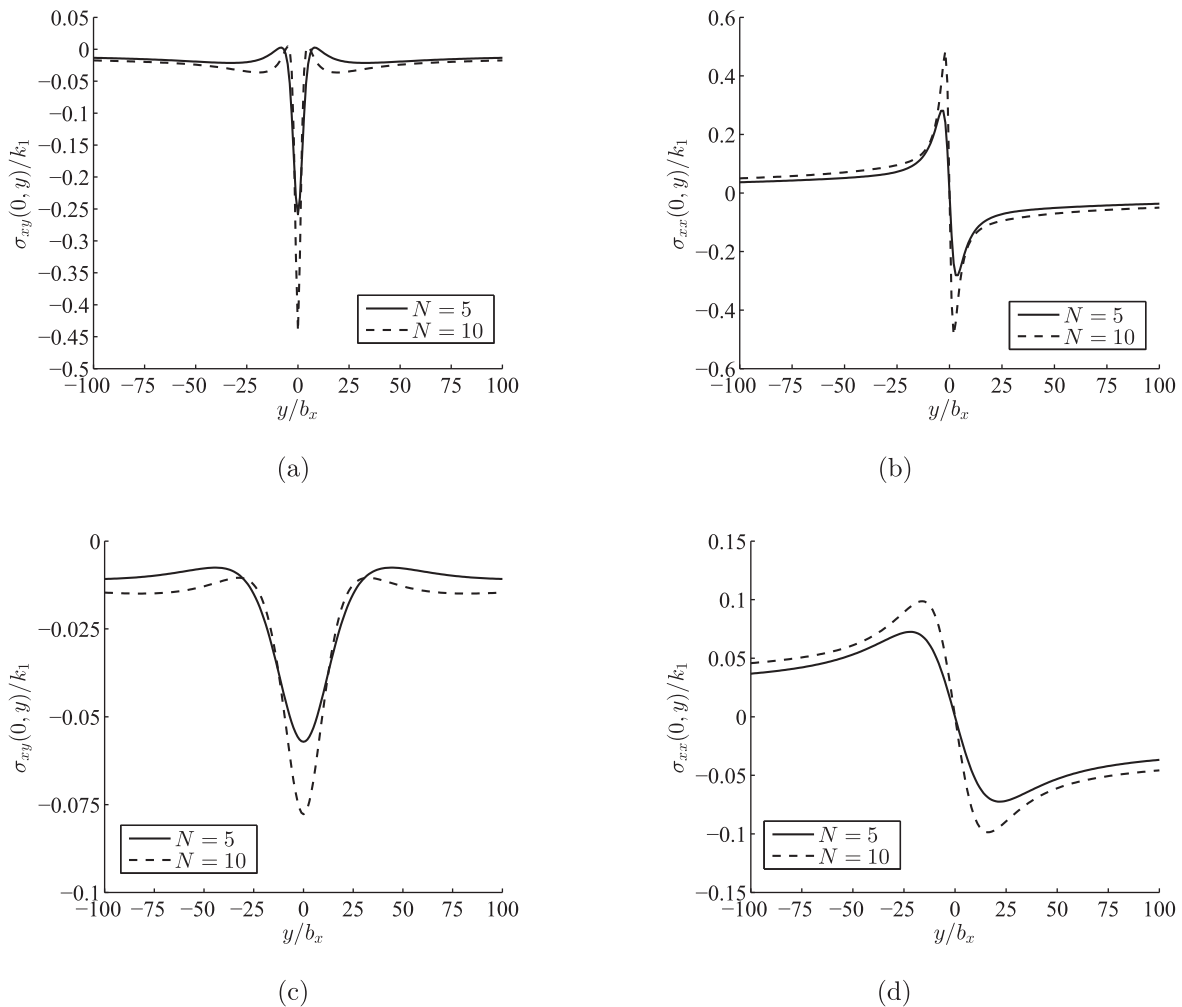 0.05
0
−0.05
−0.1
−0.15
−0.2
−0.25
−0.3
−0.35
−0.4
−0.45
−0.5
σxy(0, y)/k1
−100 −75 −50 −25 0 25 50 75 100
y/bx
N = 5
N = 10
(a)
0.6
0.4
0.2
0
−0.2
−0.4
−0.6
σxx(0, y)/k1
−100 −75 −50 −25 0 25 50 75 100
y/bx
N = 5
N = 10
(b)
0
−0.025
−0.05
−0.075
−0.1
σxy(0, y)/k1
−100 −75 −50 −25 0 25 50 75 100
y/bx
N = 5
N = 10
(c)
0.15
0.1
0.05
0
−0.05
−0.1
−0.15
σxx(0, y)/k1
−100 −75 −50 −25 0 25 50 75 100
y/bx
N = 5
N = 10
(d)